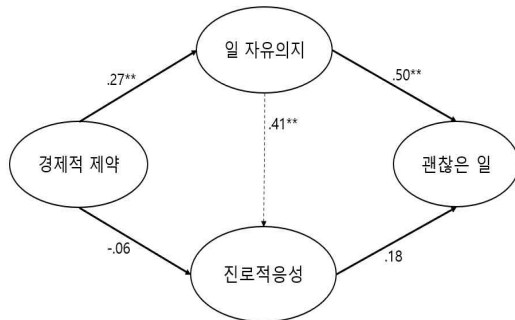 일 자유의지
.27**
.50**
.41**
경제적 제약
괜찮은 일
-.06
.18
진로적응성